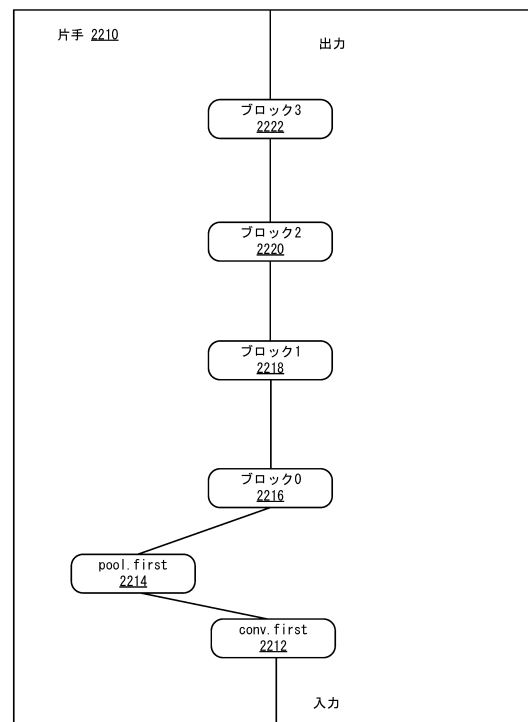 片手 2210
出力
ブロック3
2222
ブロック2
2220
ブロック1
2218
ブロック0
2216
pool.first
2214
conv.first
2212
入力